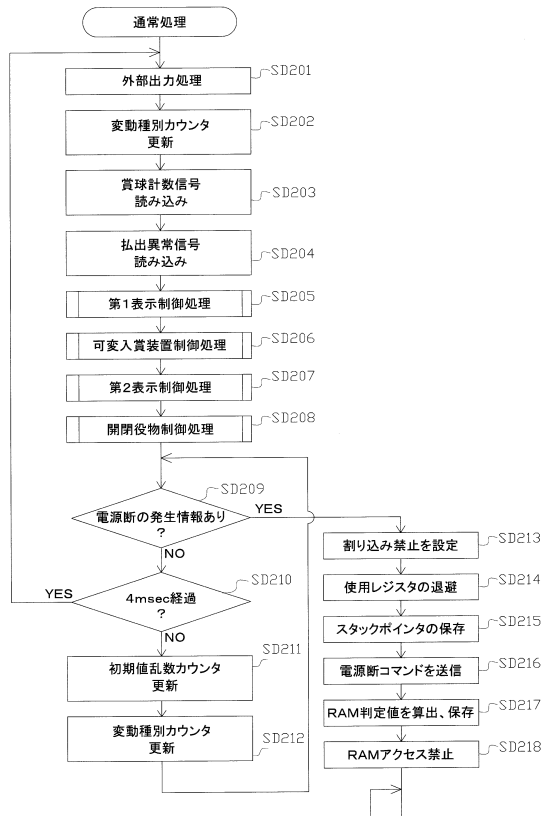 通常処理
外部出力処理
SD201
変動種別カウンタ
更新
SD202
賞球計数信号
読み込み
SD203
払出異常信号
読み込み
SD204
第1表示制御処理
SD205
可変入賞装置制御処理
SD206
第2表示制御処理
SD207
開閉役物制御処理
SD208
電源断の発生情報あり
?
SD209
YES
NO
4msec経過
?
SD210
YES
NO
初期値乱数カウンタ
更新
SD211
変動種別カウンタ
更新
SD212
割り込み禁止を設定
SD213
使用レジスタの退避
SD214
スタックポインタの保存
SD215
電源断コマンドを送信
SD216
RAM判定値を算出、保存
SD217
RAMアクセス禁止
SD218